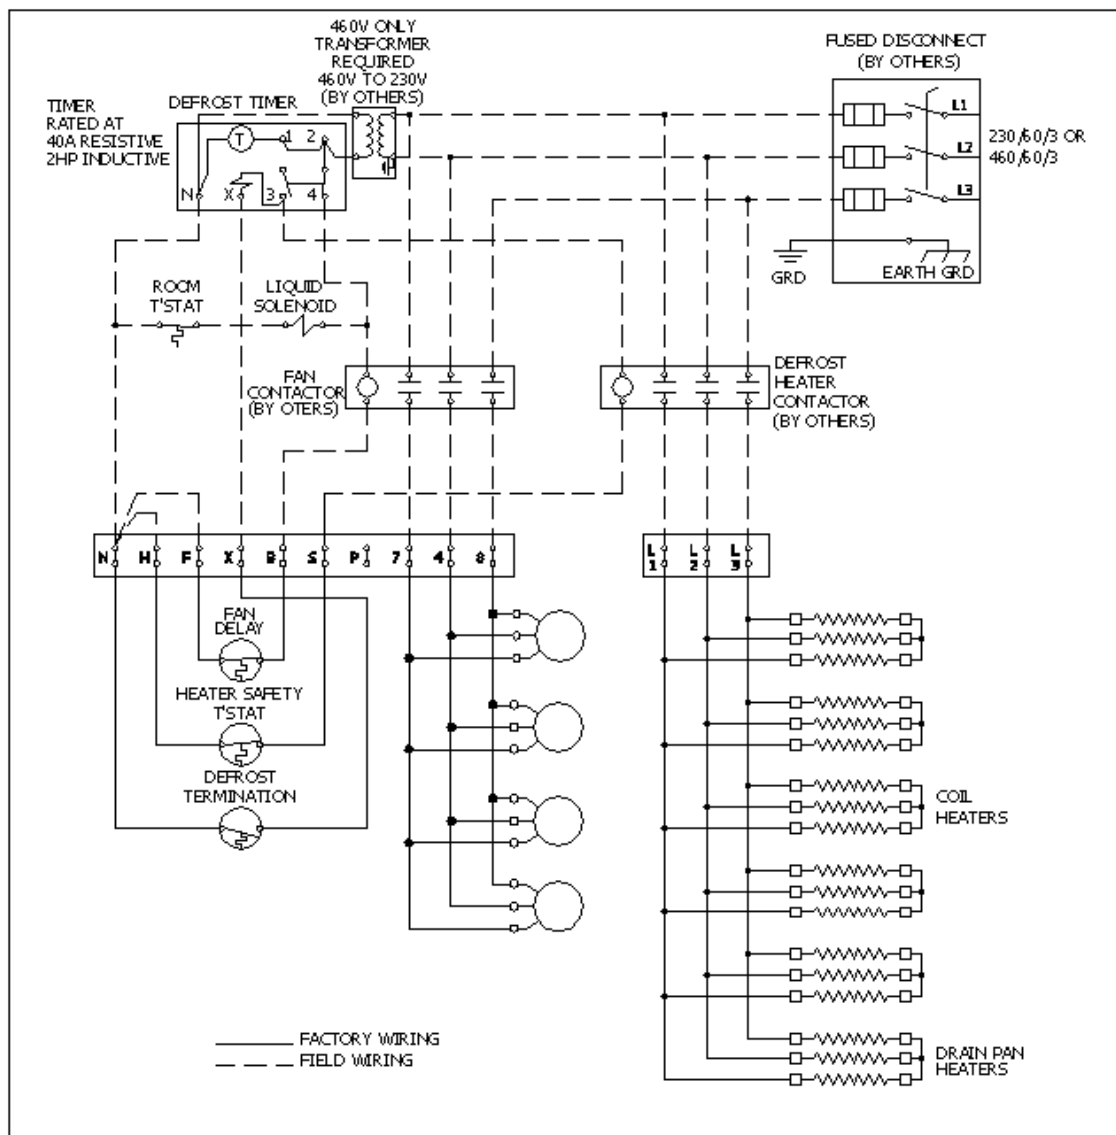 460V ONLY
TRANSFORMER
REQUIRED
460V TO 230V
(BY OTHERS)
FUSED DISCONNECT
(BY OTHERS)
TIMER
RATED AT
40A RESISTIVE
2HP INDUCTIVE
DEFROST TIMER
T
1
2
N
X
3
4
L1
L2
L3
230/60/3 OR
460/60/3
GRD
EARTH GRD
ROOM
T'STAT
LIQUID
SOLENOID
FAN
CONTACTOR
(BY OTERS)
DEFROST
HEATER
CONTACTOR
(BY OTHERS)
N H F X B S P 7 4 8
L L L
1 2 3
FAN
DELAY
HEATER SAFETY
T'STAT
DEFROST
TERMINATION
COIL
HEATERS
DRAIN PAN
HEATERS
FACTORY WIRING
FIELD WIRING